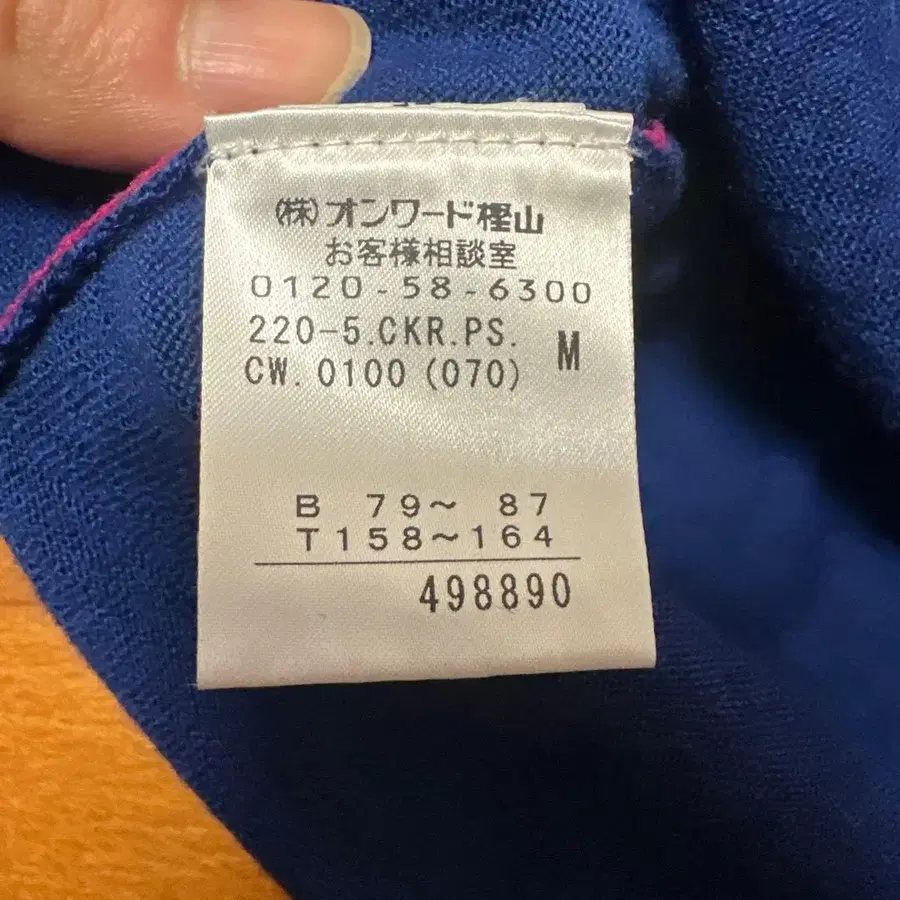 (株)オンワード樫山
お客様相談室
0120-58-6300
220-5.CKR.PS. M
CW.0100(070)
B 79~ 87
T158~164
498890